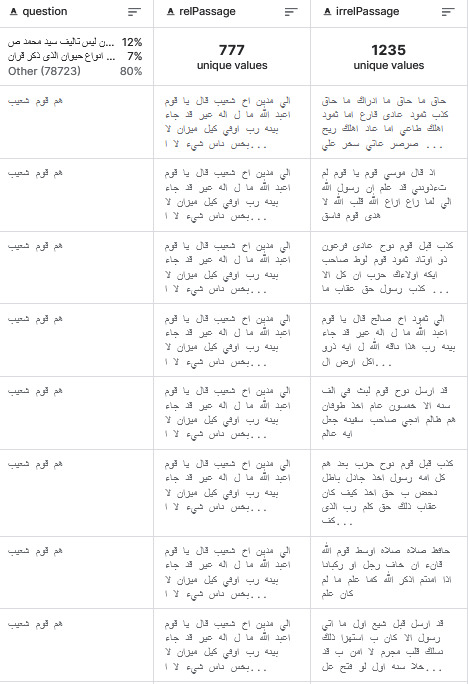 question
relPassage
irrelPassage
...ن ليس تاليف سيد محمد ص 12%
... انواع حيوان الذى ذكر قران 7%
Other (78723) 80%
777
unique values
1235
unique values
هم قوم شعيب
الي مدين اخ شعيب قال يا قوم
اعبد الله ما ل اله غير قد جاء
بينه رب اوفي كيل ميزان لا
بخس ناس شيء لا ا...
حاق ما حاق ما ادراك ما حاق
كذب ثمود عادى قارع اما ثمود
اهلك طاغي اما عاد اهلك ريح
صرصر عاتي سخر علي ...
هم قوم شعيب
الي مدين اخ شعيب قال يا قوم
اعبد الله ما ل اله غير قد جاء
بينه رب اوفي كيل ميزان لا
بخس ناس شيء لا ا...
اذ قال موسي قوم يا قوم لم
تءذونني قد علم ان رسول الله
الي لما زاغ ازاغ الله قلب الله لا
هدى قوم فاسق
هم قوم شعيب
الي مدين اخ شعيب قال يا قوم
اعبد الله ما ل اله غير قد جاء
بينه رب اوفي كيل ميزان لا
بخس ناس شيء لا ا...
كذب قبل قوم نوح عادى فرعون
ذو اوتاد ثمود قوم لوط صاحب
ايكه اولاءك حزب ان كل الا
كذب رسول حق عقاب ما ...
هم قوم شعيب
الي مدين اخ شعيب قال يا قوم
اعبد الله ما ل اله غير قد جاء
بينه رب اوفي كيل ميزان لا
بخس ناس شيء لا ا...
الي ثمود اخ صالح قال يا قوم
اعبد الله ما ل اله غير قد جاء
بينه رب هذا ناقه الله ل ايه ذرو
اكل ارض ال...
هم قوم شعيب
الي مدين اخ شعيب قال يا قوم
اعبد الله ما ل اله غير قد جاء
بينه رب اوفي كيل ميزان لا
بخس ناس شيء لا ا...
قد ارسل نوح قوم لبث في الف
سنه الا خمسون عام اخذ طوفان
هم ظالم انجي صاحب سفينه جعل
ايه عالم
هم قوم شعيب
الي مدين اخ شعيب قال يا قوم
اعبد الله ما ل اله غير قد جاء
بينه رب اوفي كيل ميزان لا
بخس ناس شيء لا ا...
كذب قبل قوم نوح حزب بعد هم
كل امه رسول اخذ جادل باطل
دحض ب حق اخذ كيف كان
عقاب ذلك حق كلم رب الذى
كف...
هم قوم شعيب
الي مدين اخ شعيب قال يا قوم
اعبد الله ما ل اله غير قد جاء
بينه رب اوفي كيل ميزان لا
بخس ناس شيء لا ا...
حافظ صلاه صلاه اوسط قوم الله
قانء ان خاف رجل او ركبانا
اذا امنتم اذكر الله كما علم ما لم
كان علم
هم قوم شعيب
الي مدين اخ شعيب قال يا قوم
اعبد الله ما ل اله غير قد جاء
بينه رب اوفي كيل ميزان لا
بخس ناس شيء لا ا...
قد ارسل قبل شيع اول ما اتي
رسول الا كان ب استهزا ذلك
نسلك قلب مجرم لا امن ب قد
خلا سنه اول لو فتح عل...